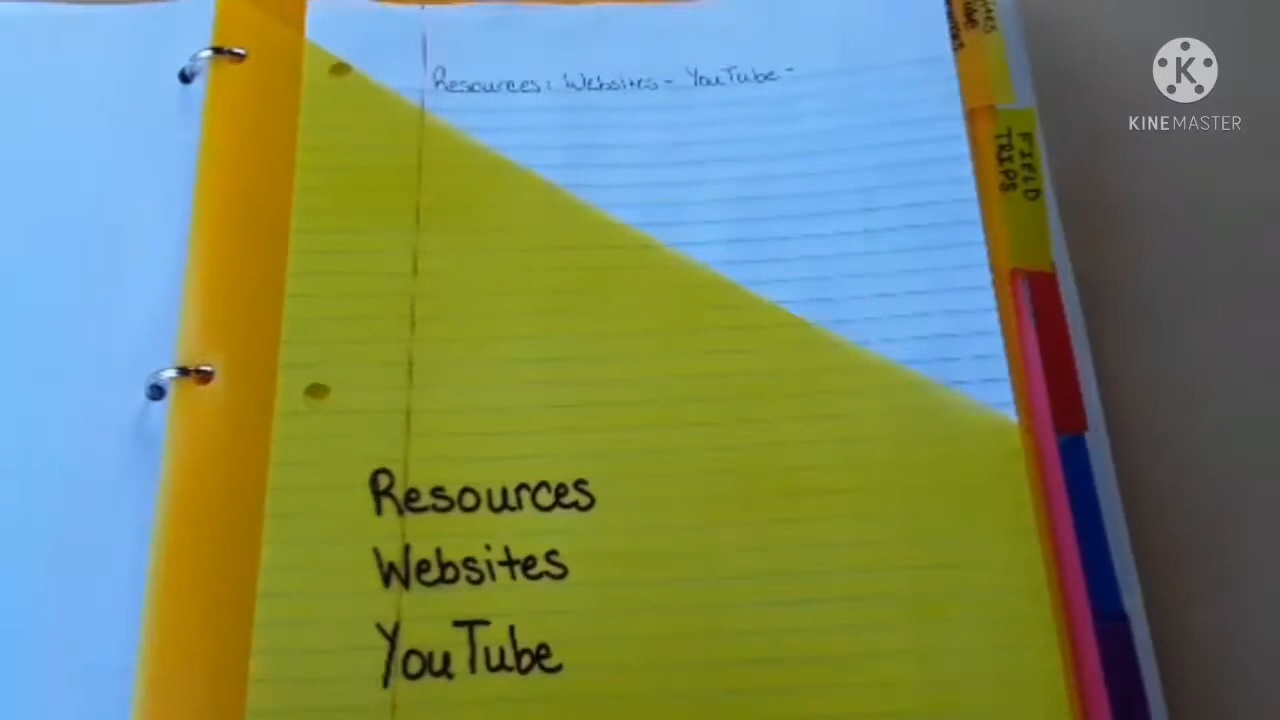 Resources: Websites - YouTube -
FIELD
TRIPS
Resources
Websites
YouTube
KINEMASTER